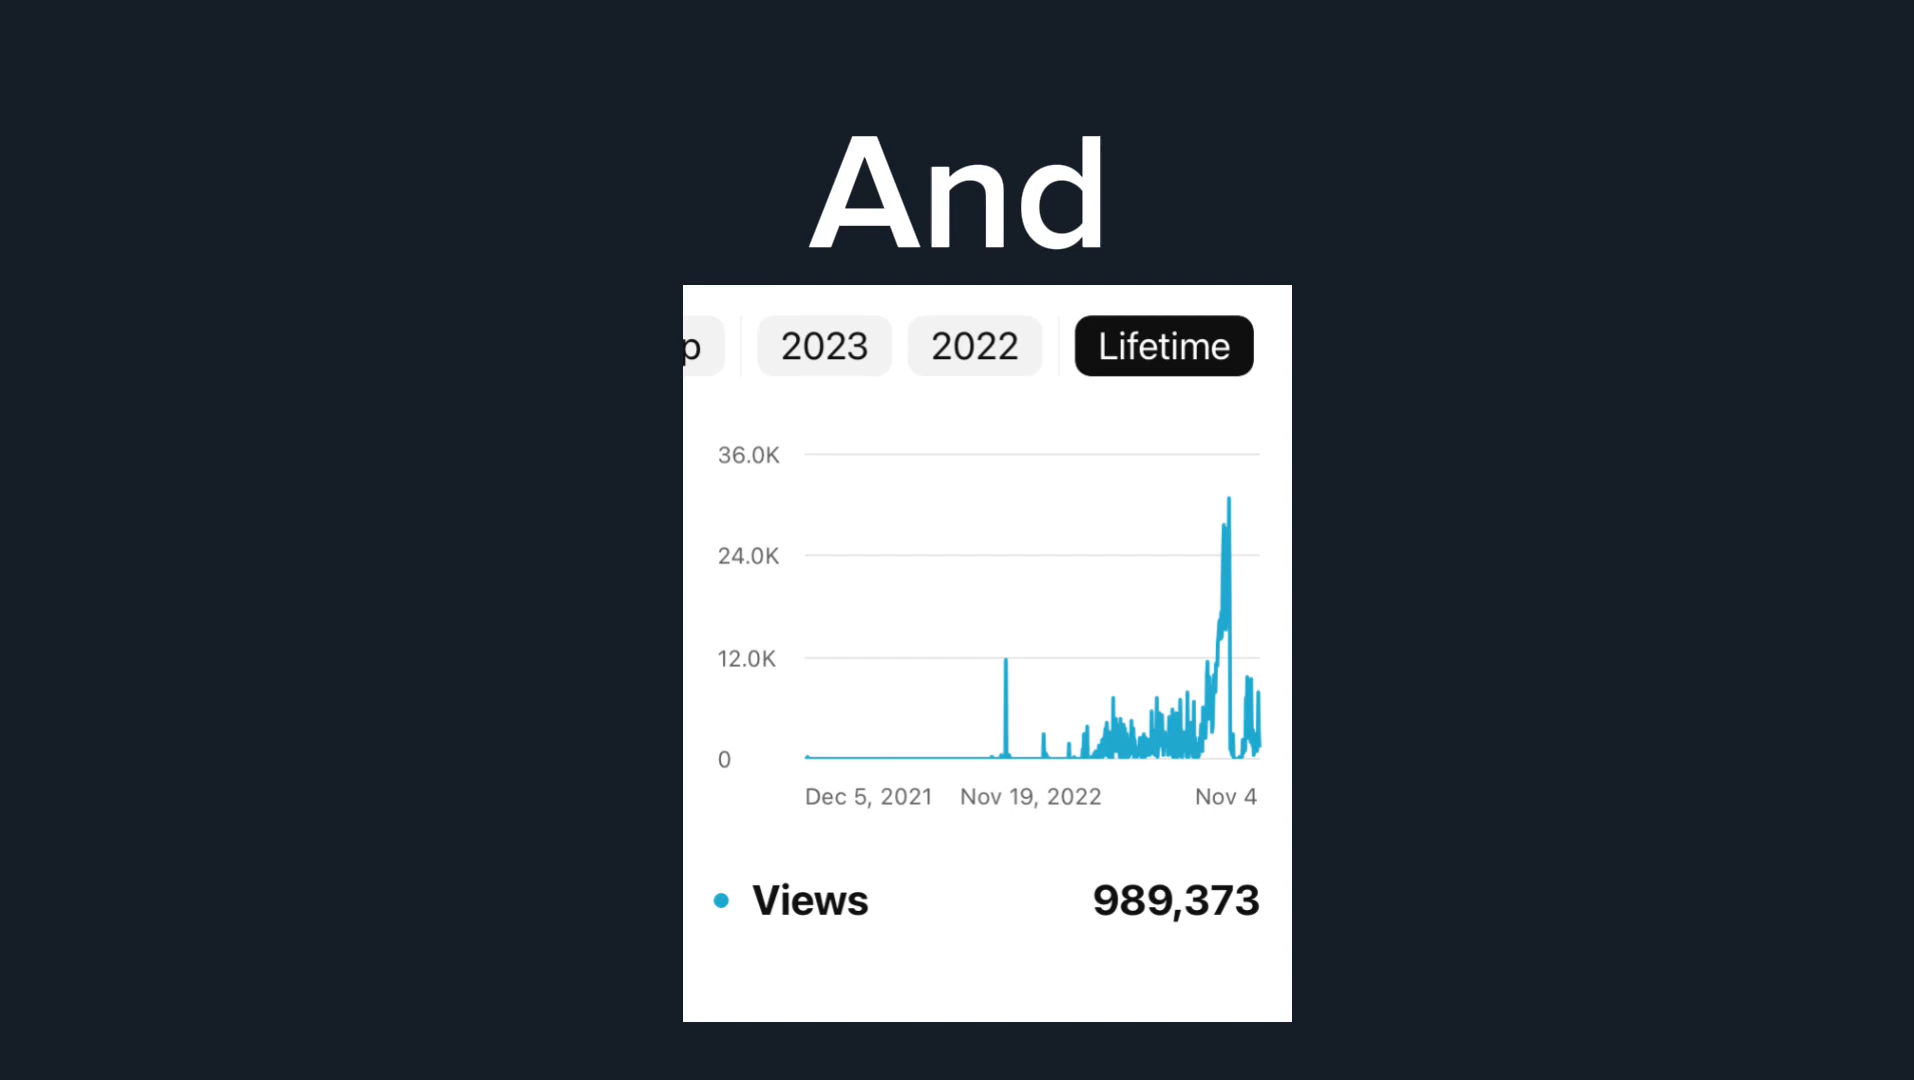 And
p 2023 2022 Lifetime
36.0K
24.0K
12.0K
0
Dec 5, 2021 Nov 19, 2022 Nov 4
Views 989,373